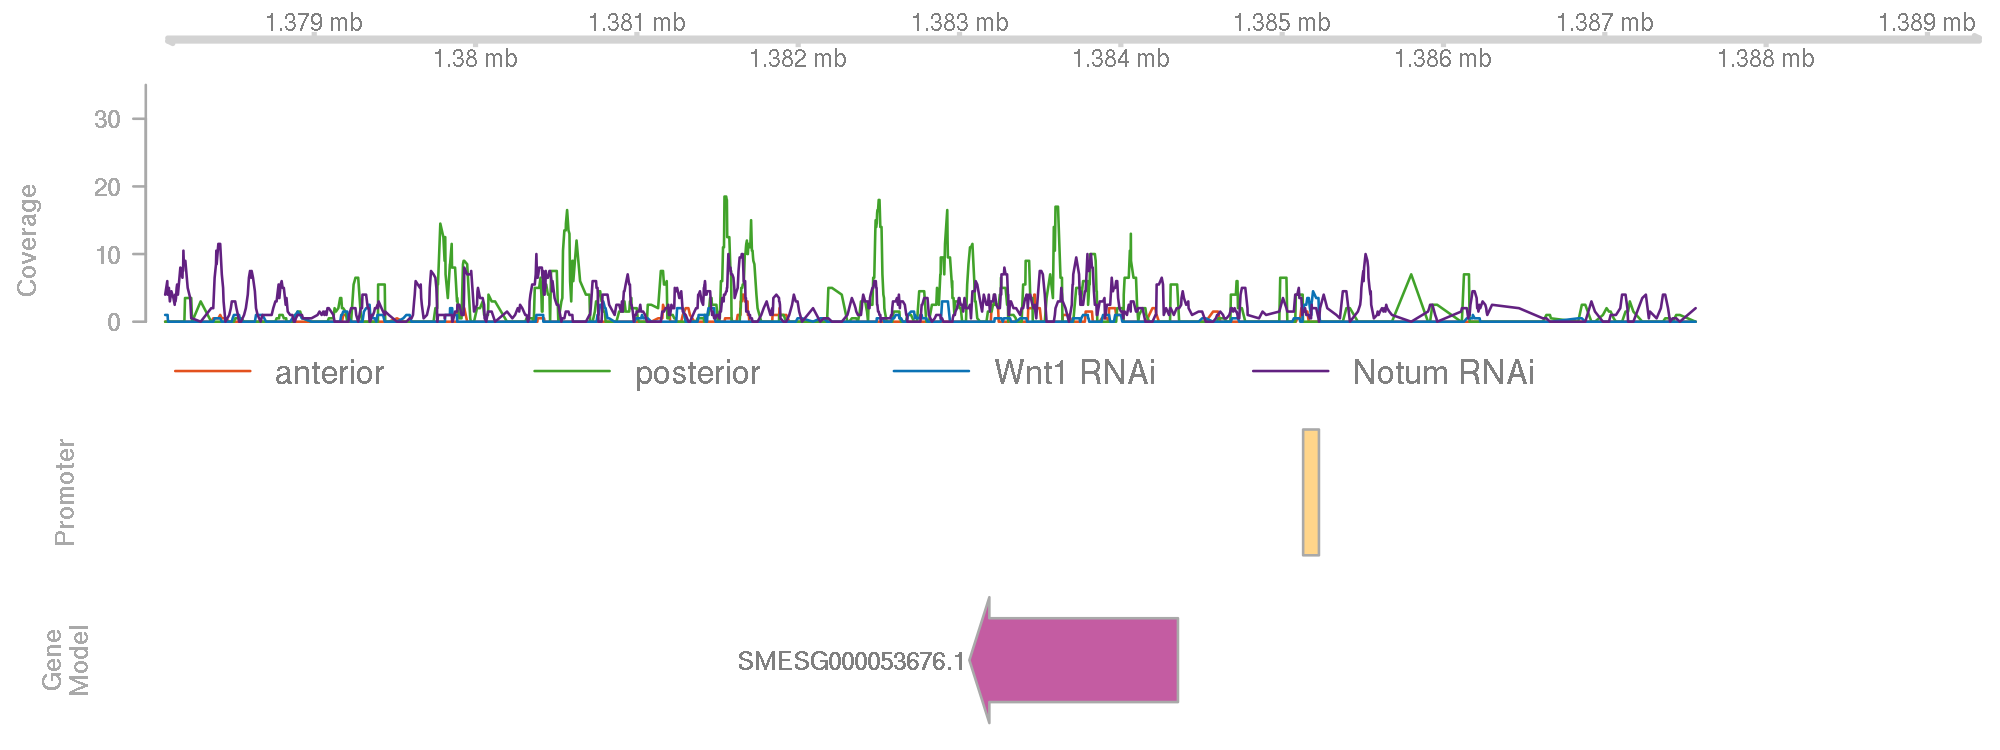 1.379 mb 1.381 mb 1.383 mb 1.385 mb 1.387 mb 1.389 mb
1.38 mb 1.382 mb 1.384 mb 1.386 mb 1.388 mb
Coverage
30
20
10
0
anterior posterior Wnt1 RNAi Notum RNAi
Promoter
0
Gene
Model
SMESG000053676.1